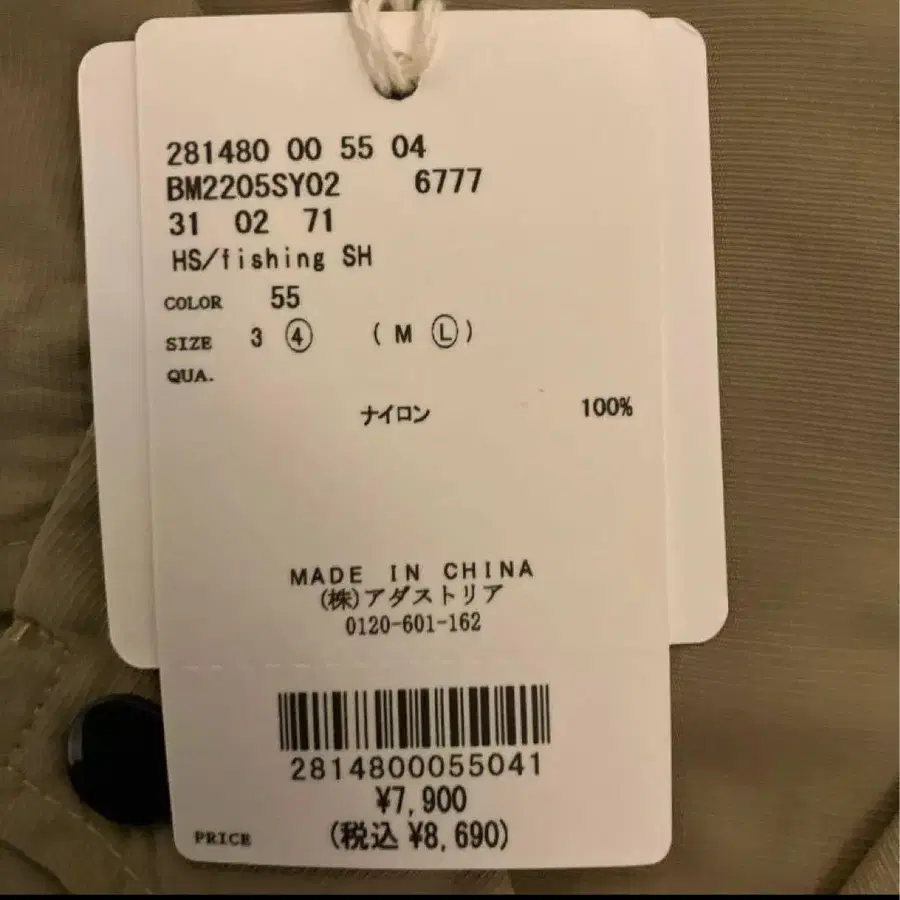 281480 00 55 04
BM2205SY02 6777
31 02 71
HS/fishing SH
COLOR 55
SIZE 3 ④ ( M Ⓛ )
QUA.
ナイロン 100%
MADE IN CHINA
(株)アダストリア
0120-601-162
2814800055041
¥7,900
PRICE (税込 ¥8,690)